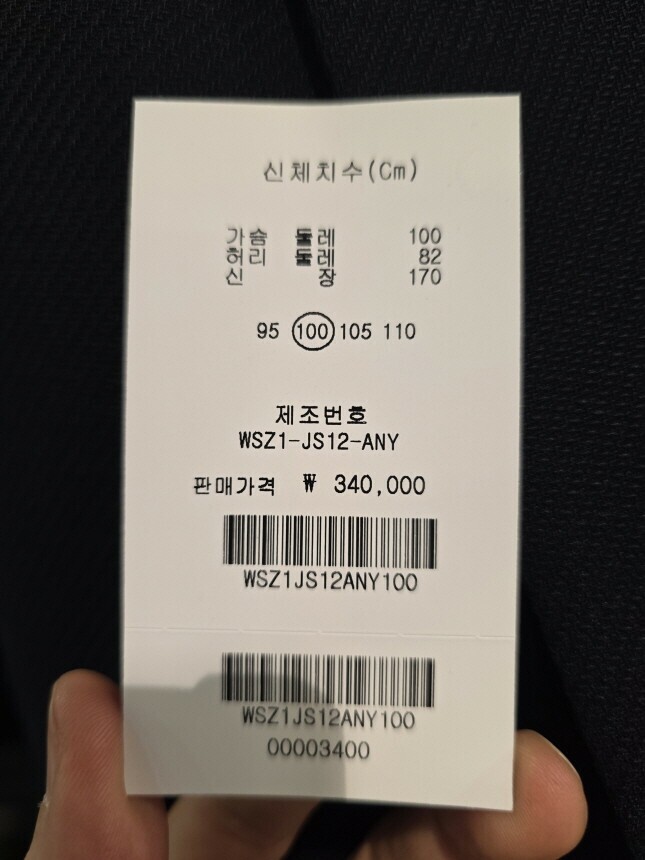 신체치수(Cm)
가슴 둘레 100
허리 둘레 82
신 장 170
95 100 105 110
제조번호
WSZ1-JS12-ANY
판매가격 ₩ 340,000
WSZ1JS12ANY100
WSZ1JS12ANY100
00003400